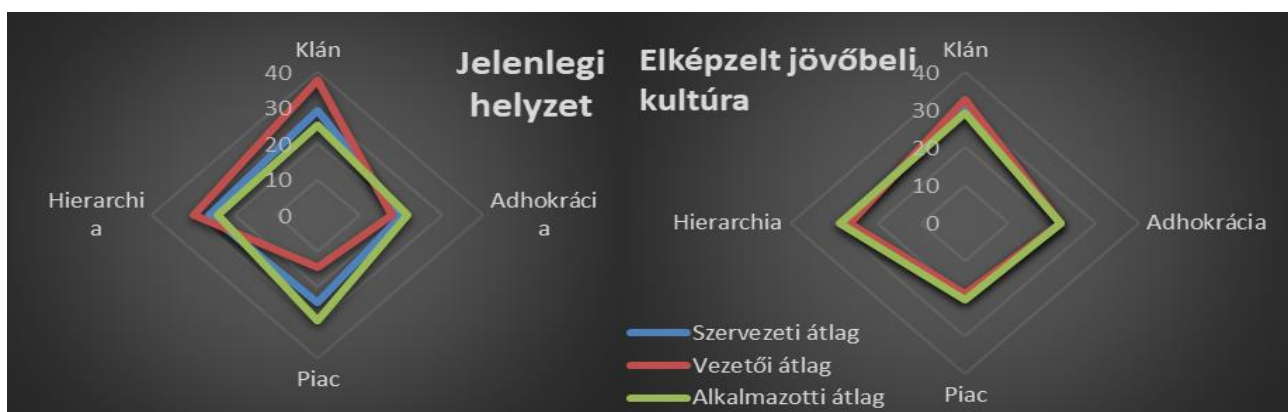 Klán
Jelenlegi
helyzet
40
30
20
10
0
Hierarchi
a
Adhokráci
a
Piac
Elképzelt jövőbeli
kultúra
Klán
40
30
20
10
0
Hierarchia
Adhokrácia
Piac
Szervezeti átlag
Vezetői átlag
Alkalmazotti átlag